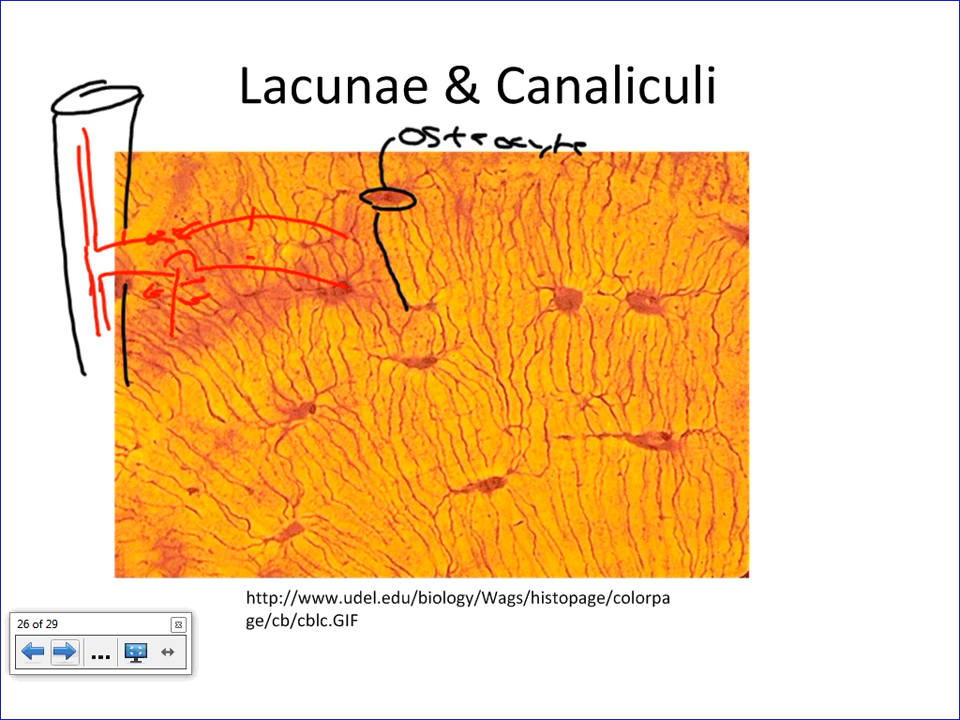 Lacunae & Canaliculi
osteocyte
http://www.udel.edu/biology/Wags/histopage/colorpa
ge/cb/cblc.GIF
26 of 29
...